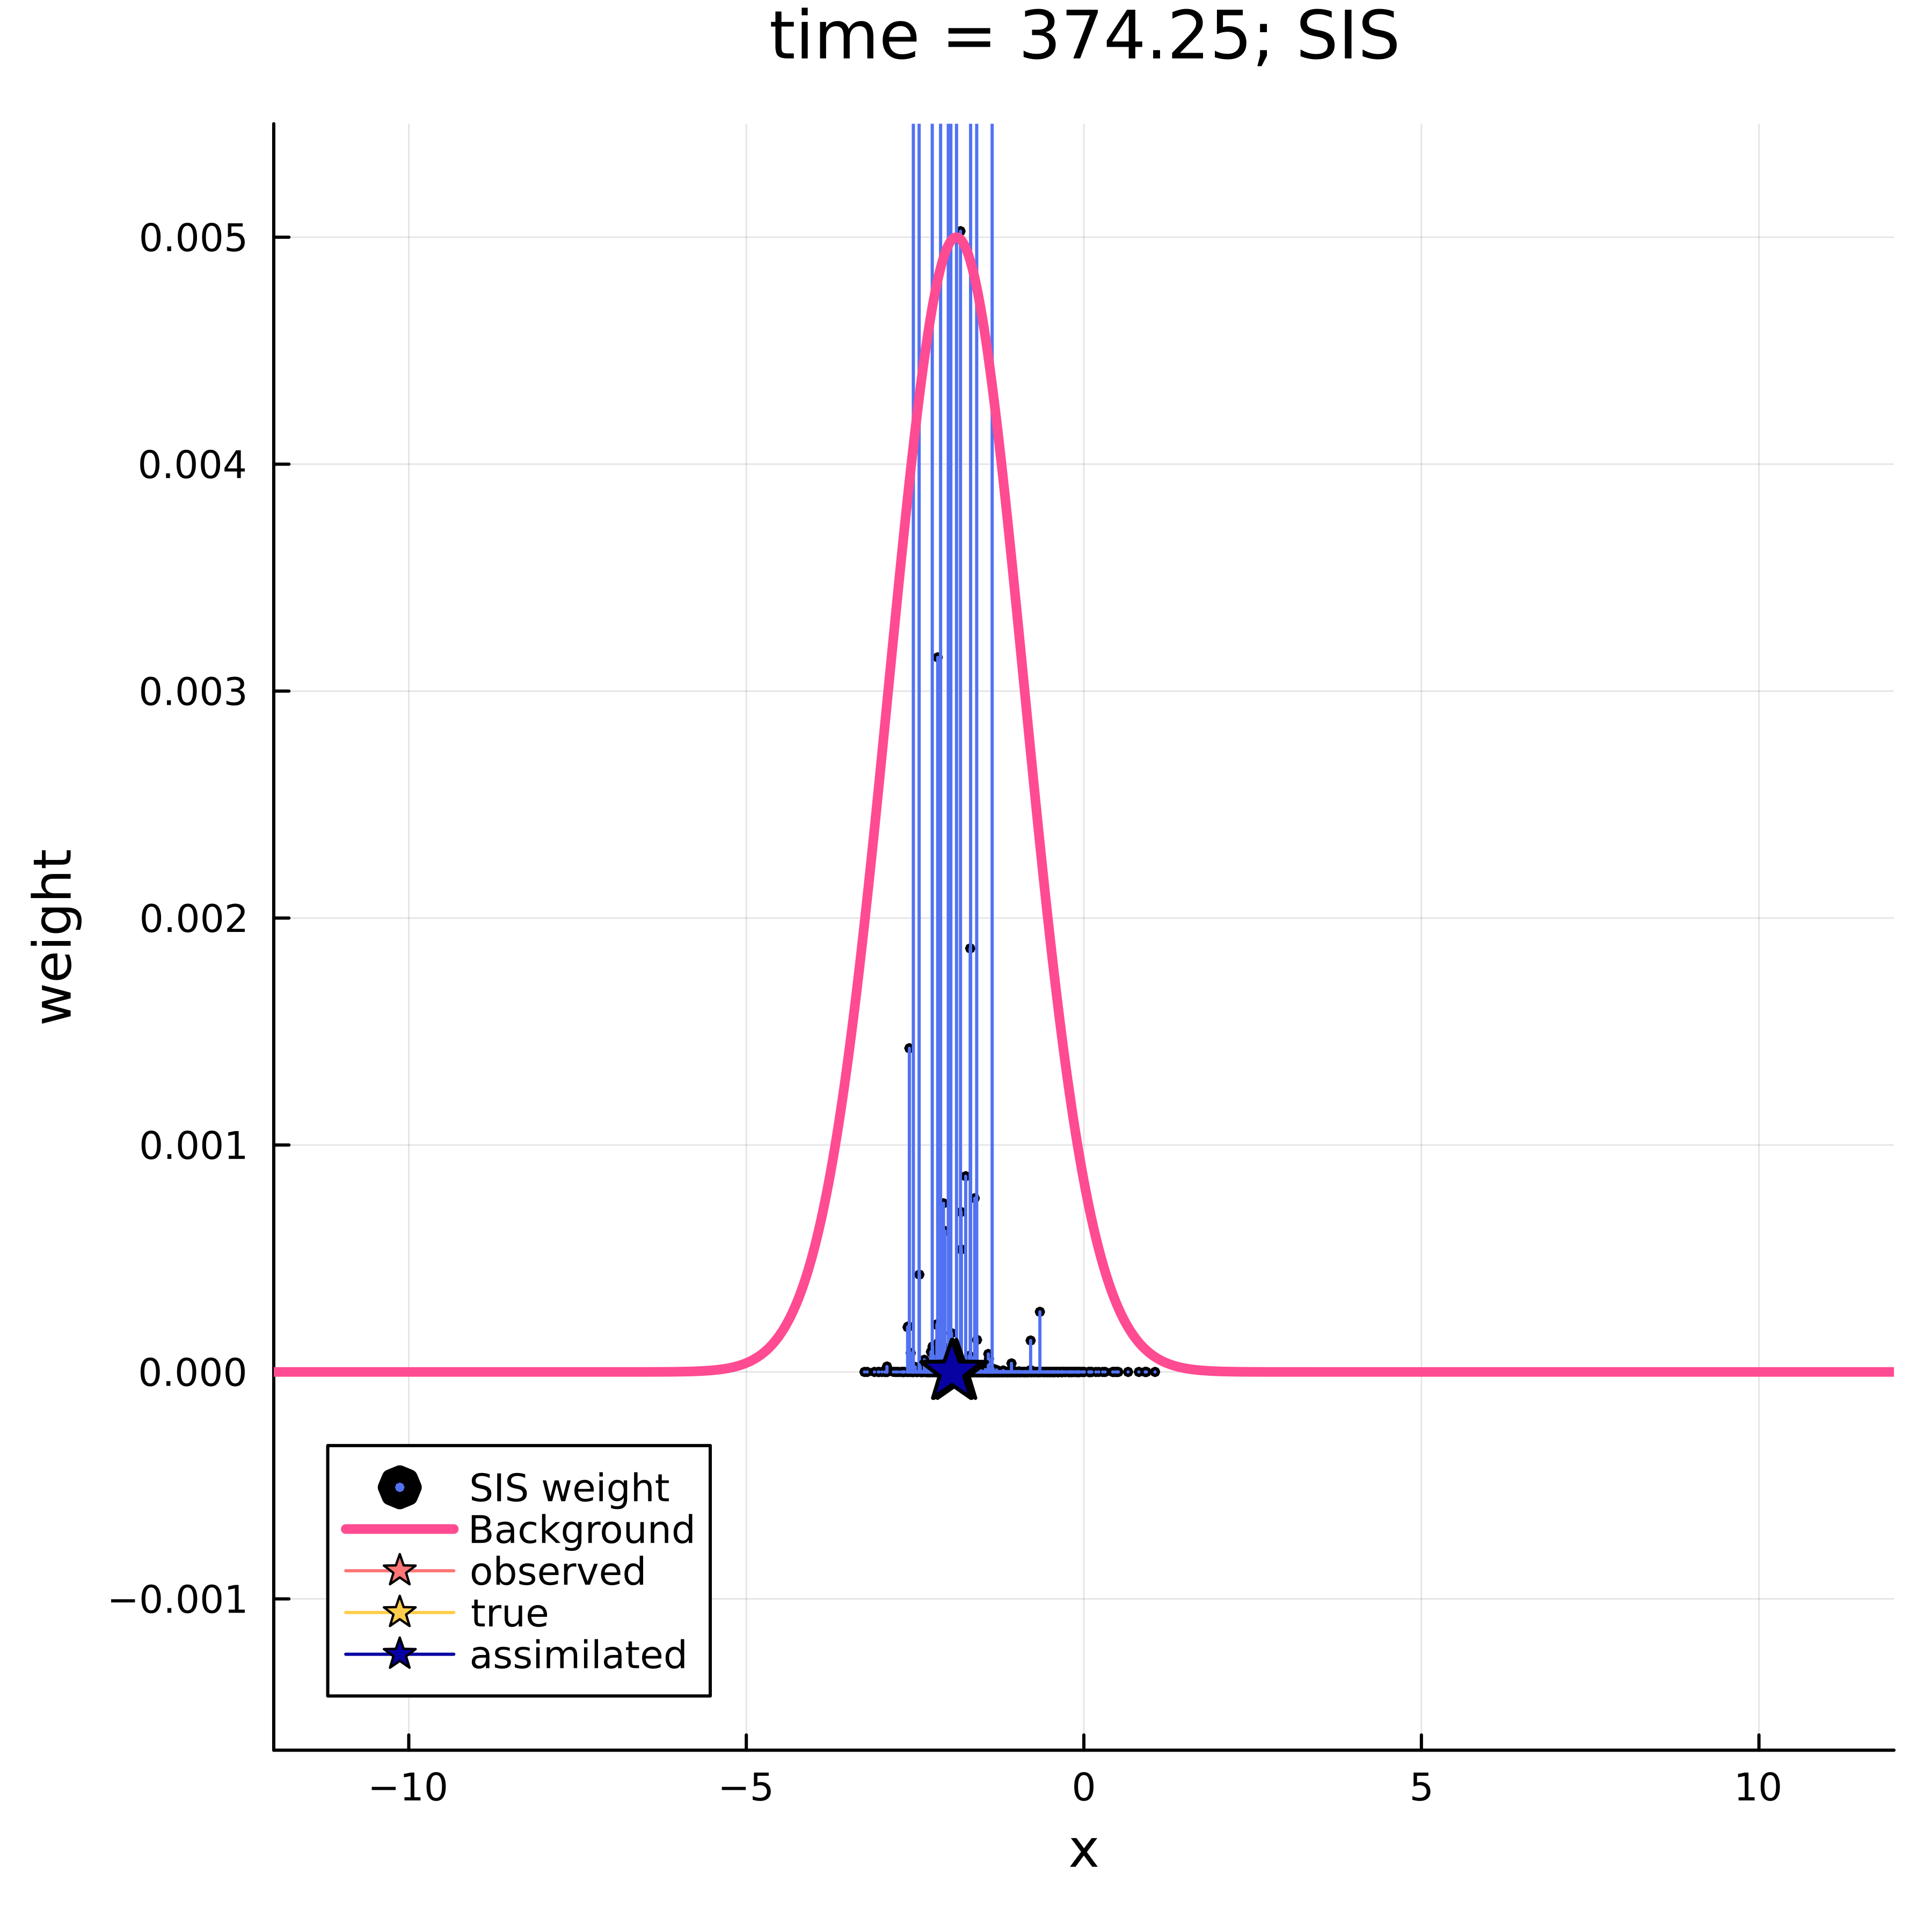 time = 374.25; SIS
weight
0.005
0.004
0.003
0.002
0.001
0.000
−0.001
SIS weight
Background
observed
true
assimilated
−10
−5
0
5
10
x